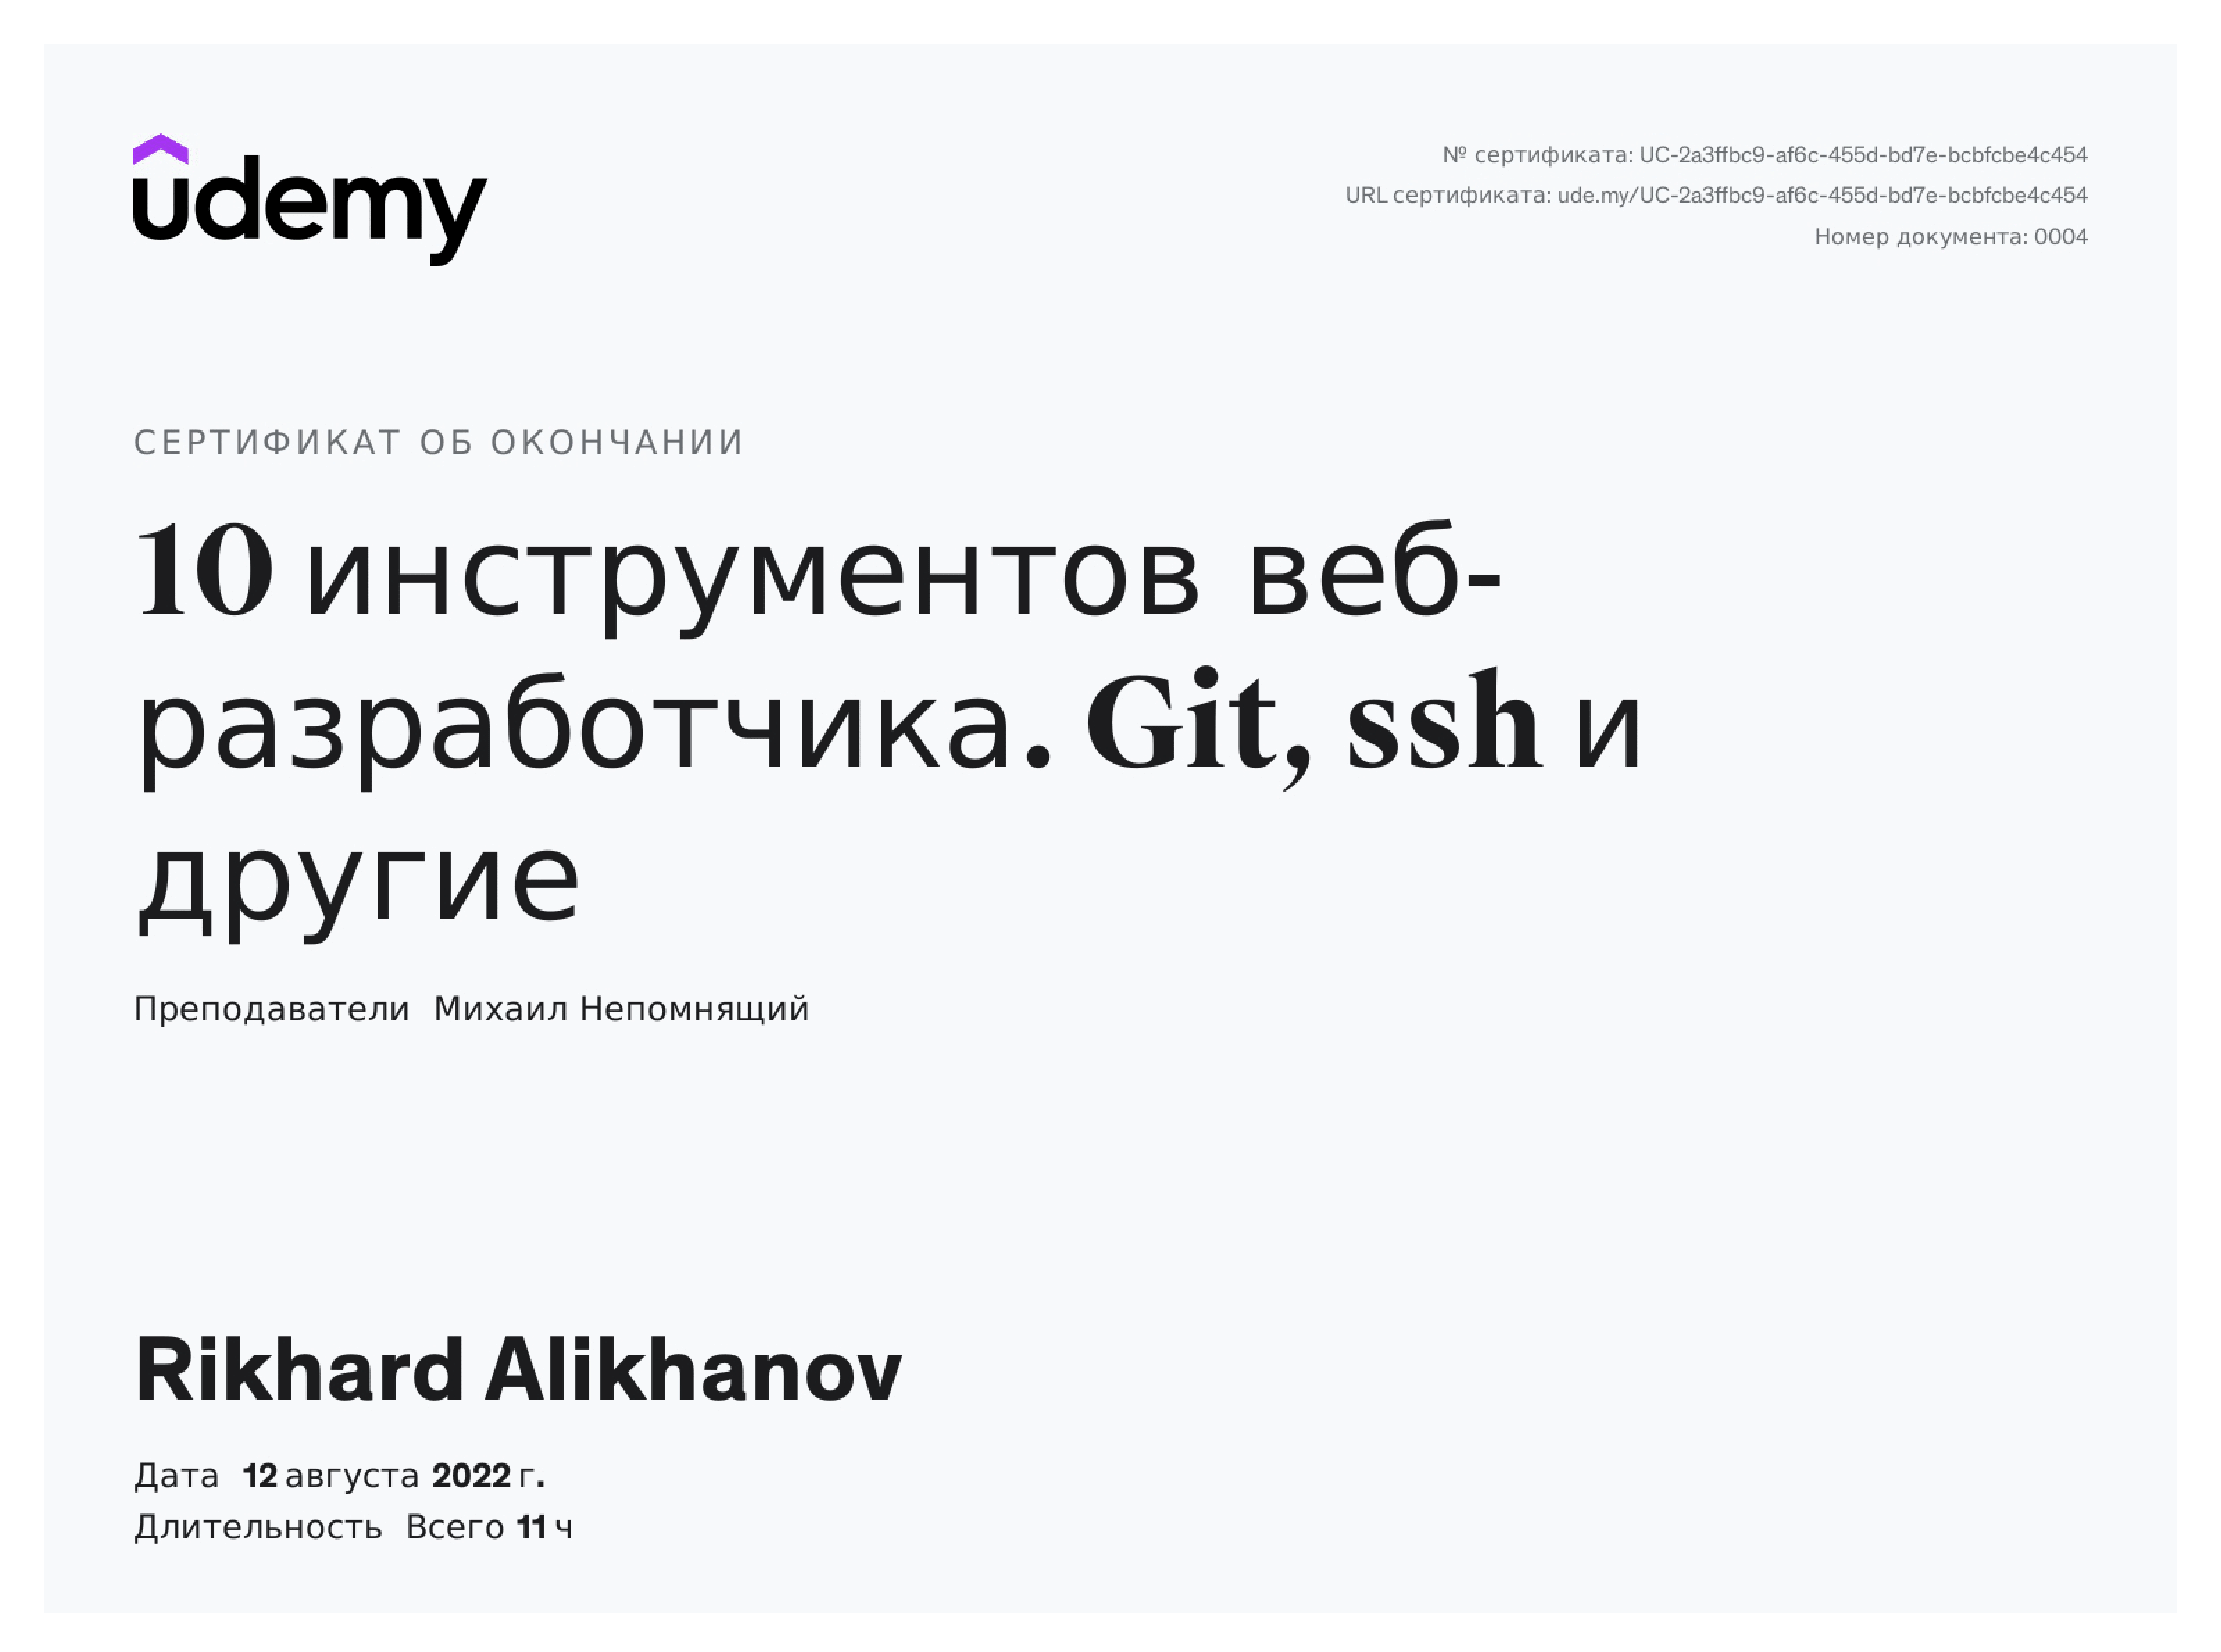 udemy
№ сертификата: UC-2a3ffbc9-af6c-455d-bd7e-bcbfcbe4c454
URL сертификата: ude.my/UC-2a3ffbc9-af6c-455d-bd7e-bcbfcbe4c454
Номер документа: 0004
СЕРТИФИКАТ ОБ ОКОНЧАНИИ
10 инструментов веб-
разработчика. Git, ssh и
другие
Преподаватели Михаил Непомнящий
Rikhard Alikhanov
Дата 12 августа 2022 г.
Длительность Всего 11 ч